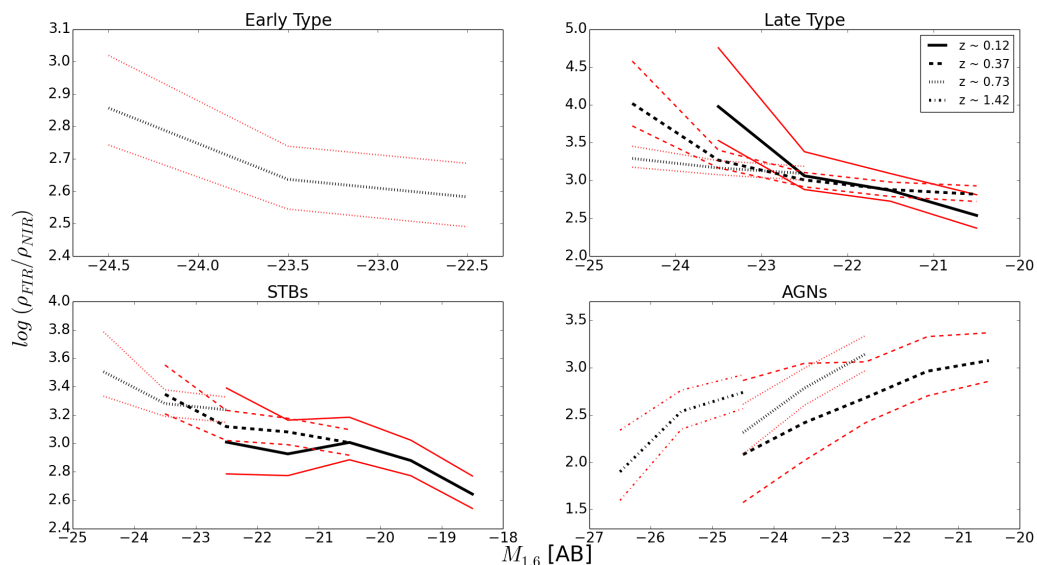 Early Type
3.1
3.0
2.9
2.8
2.7
2.6
2.5
2.4
−24.5 −24.0 −23.5 −23.0 −22.5
Late Type
5.0
4.5
4.0
3.5
3.0
2.5
2.0
−25 −24 −23 −22 −21 −20
z ~ 0.12
z ~ 0.37
z ~ 0.73
z ~ 1.42
log (ρFIR/ρNIR)
STBs
4.0
3.8
3.6
3.4
3.2
3.0
2.8
2.6
2.4
−25 −24 −23 −22 −21 −20 −19 −18
AGNs
3.5
3.0
2.5
2.0
1.5
−27 −26 −25 −24 −23 −22 −21 −20
M1.6 [AB]